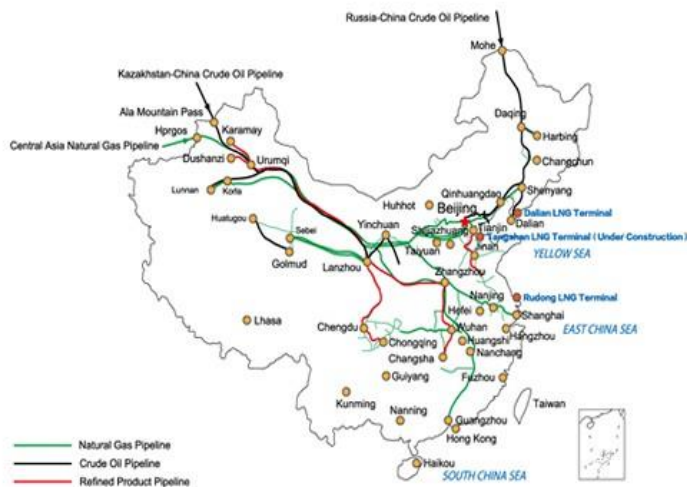 Russia-China Crude Oil Pipeline
Mohe
Kazakhstan-China Crude Oil Pipeline
Ala Mountain Pass
Karamay
Hprgos
Central Asia Natural Gas Pipeline
Dushanzi
Urumqi
Lunnan
Korla
Daqing
Harbing
Changchun
Shenyang
Qinhuangdao
Huhhot
Beijing
Dalian LNG Terminal
Dalian
Tianjin
Shijiazhuang
Tangshan LNG Terminal (Under Construction)
Jinan
Taiyuan
YELLOW SEA
Yinchuan
Huatugou
Sebei
Golmud
Lanzhou
Zhangzhou
Nanjing
Rudong LNG Terminal
Hefei
Shanghai
Lhasa
Chengdu
Wuhan
Hangzhou
EAST CHINA SEA
Chongqing
Huangshi
Changsha
Nanchang
Guiyang
Fuzhou
Kunming
Nanning
Guangzhou
Taiwan
Hong Kong
Haikou
SOUTH CHINA SEA
Natural Gas Pipeline
Crude Oil Pipeline
Refined Product Pipeline